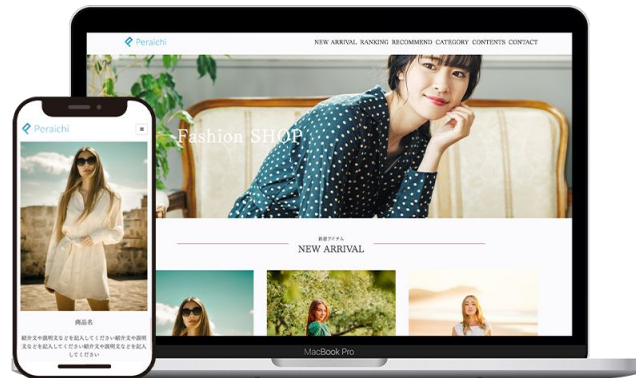 Peraichi
NEW ARRIVAL RANKING RECOMMEND CATEGORY CONTENTS CONTACT
Fashion SHOP
新着アイテム
NEW ARRIVAL
MacBook Pro
Peraichi
商品名
紹介文や説明文などを記入してください紹介文や説明
文などを記入してください紹介文や説明文などを記入
してください